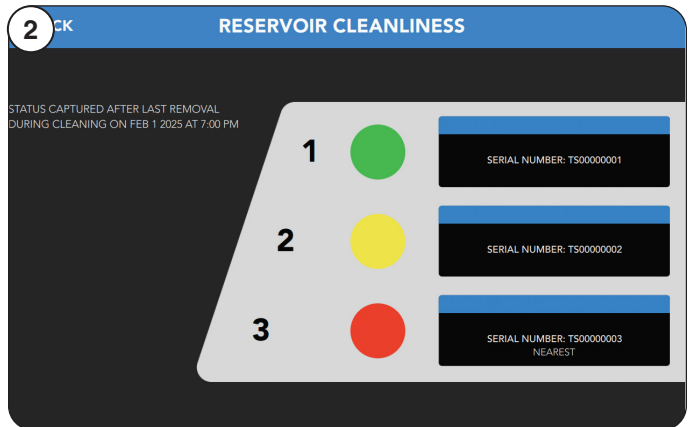 2
CK
RESERVOIR CLEANLINESS
STATUS CAPTURED AFTER LAST REMOVAL
DURING CLEANING ON FEB 1 2025 AT 7:00 PM
1
SERIAL NUMBER: TS00000001
2
SERIAL NUMBER: TS00000002
3
SERIAL NUMBER: TS00000003
NEAREST